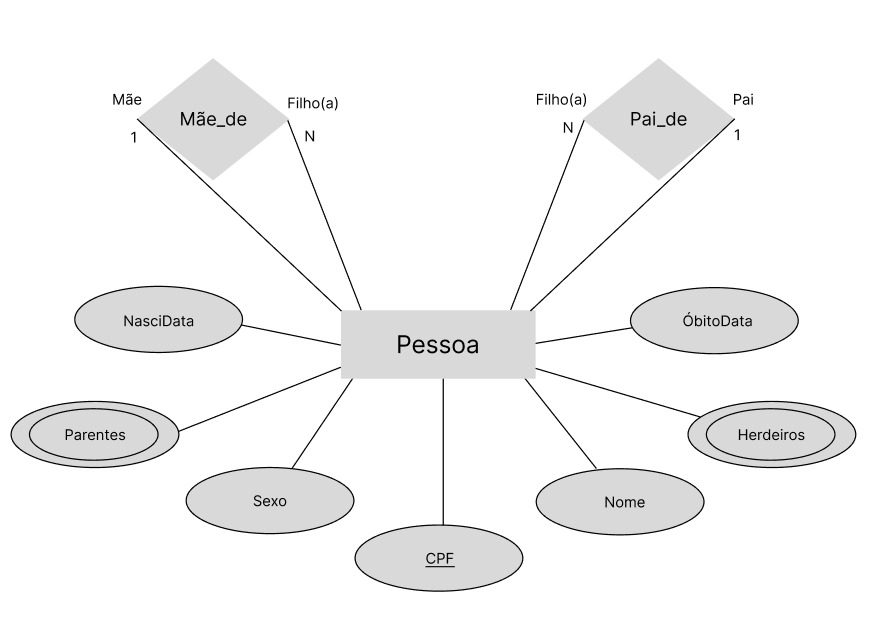 Mãe
Mãe_de
Filho(a)
1
N
Filho(a)
Pai_de
Pai
N
1
NasciData
Pessoa
ÓbitoData
Parentes
Herdeiros
Sexo
Nome
CPF